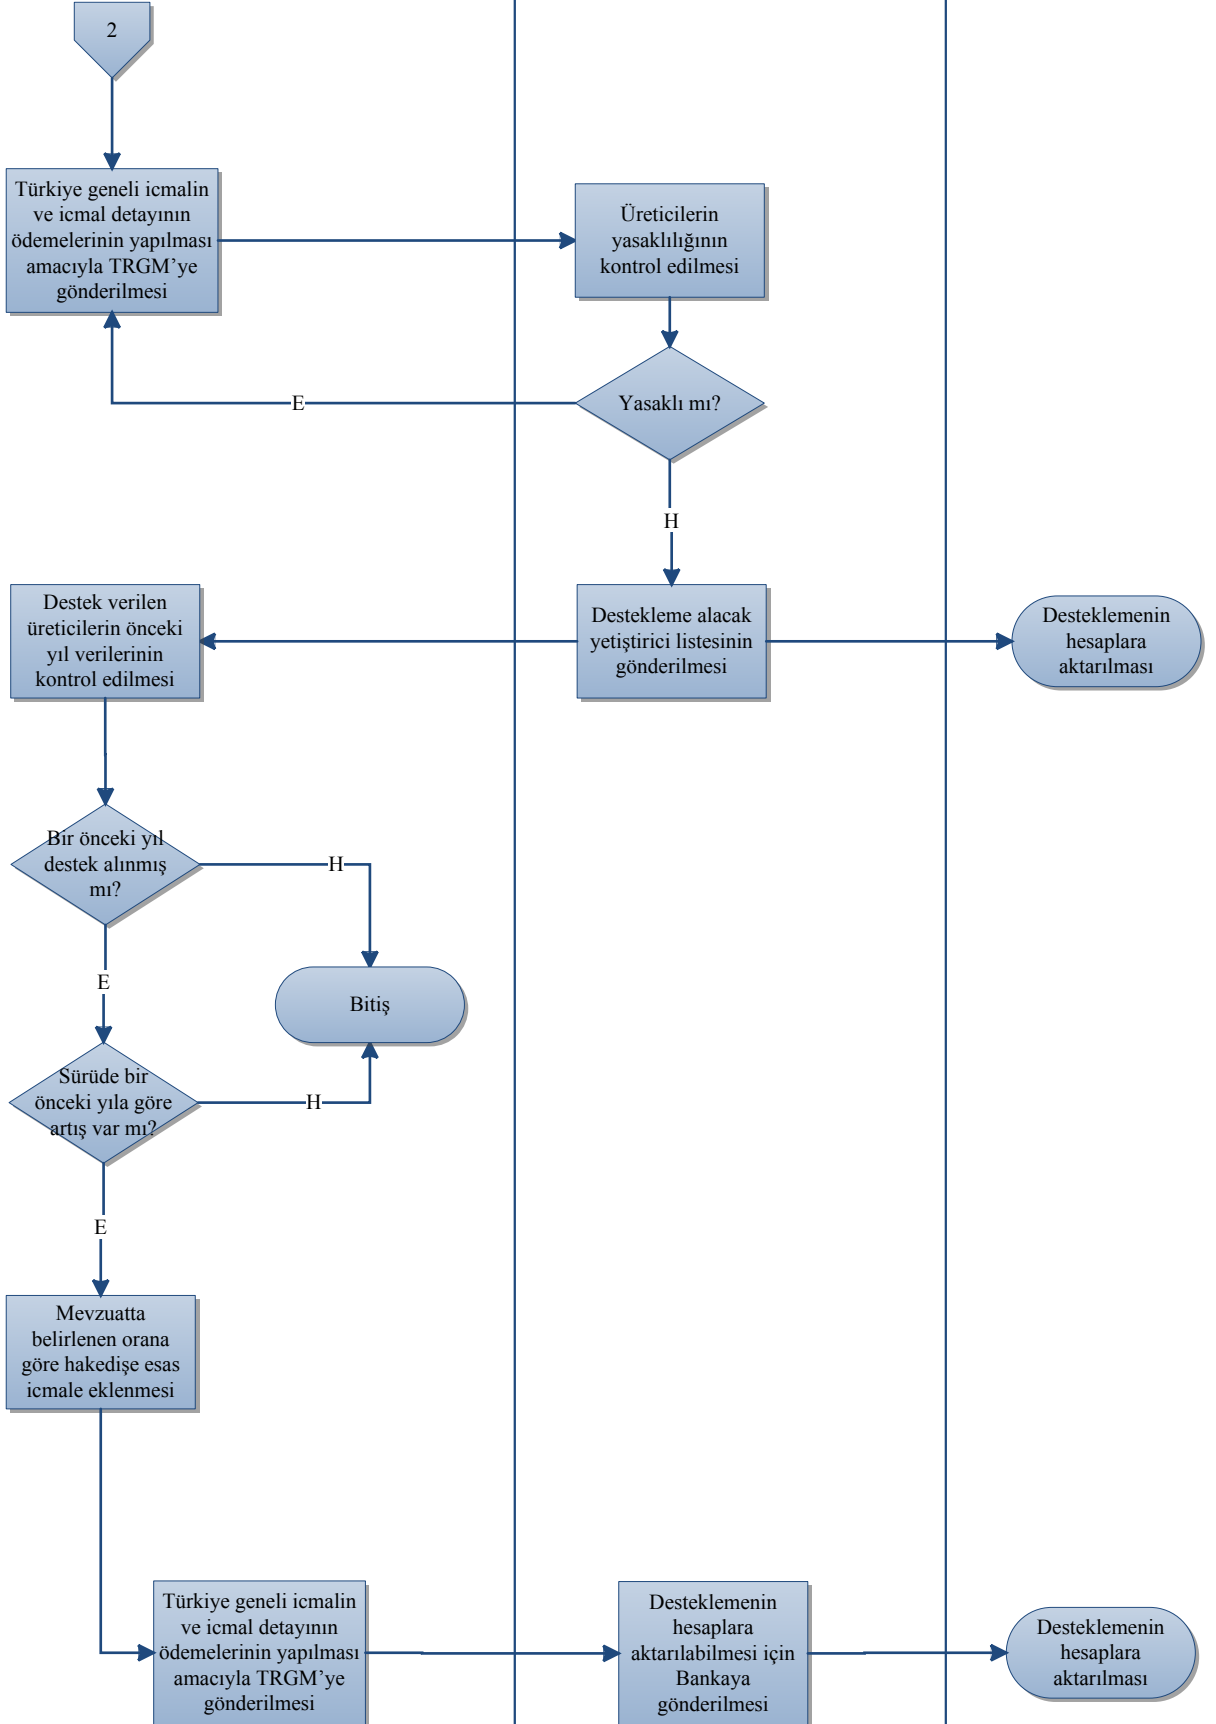 2
Türkiye geneli icmalin
ve icmal detayının
ödemelerinin yapılması
amacıyla TRGM’ye
gönderilmesi
Üreticilerin
yasaklılığının
kontrol edilmesi
Yasaklı mı?
E
H
Destek verilen
üreticilerin önceki
yıl verilerinin
kontrol edilmesi
Destekleme alacak
yetiştirici listesinin
gönderilmesi
Desteklemenin
hesaplara
aktarılması
Bir önceki yıl
destek alınmış
mı?
H
E
Bitiş
Sürüde bir
önceki yıla göre
artış var mı?
H
E
Mevzuatta
belirlenen orana
göre hakedişe esas
icmale eklenmesi
Türkiye geneli icmalin
ve icmal detayının
ödemelerinin yapılması
amacıyla TRGM’ye
gönderilmesi
Desteklemenin
hesaplara
aktarılabilmesi için
Bankaya
gönderilmesi
Desteklemenin
hesaplara
aktarılması